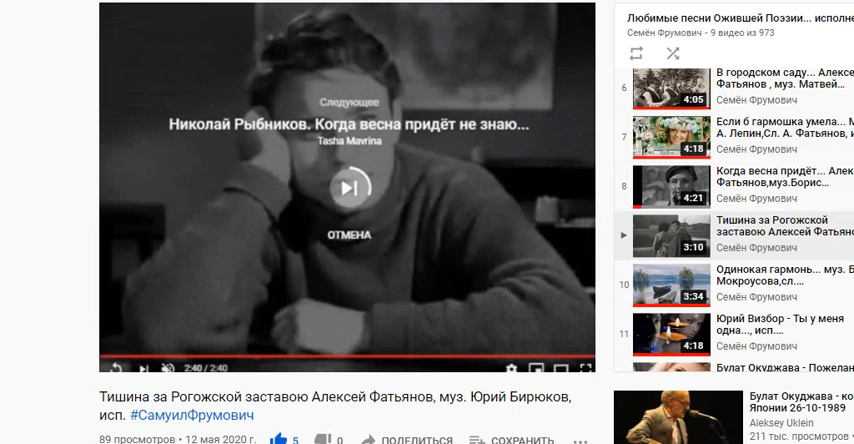 Следующее
Николай Рыбников. Когда весна придёт не знаю...
Tasha Mavrina
ОТМЕНА
2:40 / 2:40
Тишина за Рогожской заставою Алексей Фатьянов, муз. Юрий Бирюков,
исп. #СамуилФрумович
89 просмотров • 12 мая 2020 г.
5
0
ПОДЕЛИТЬСЯ
СОХРАНИТЬ
Любимые песни Ожившей Поэзии... исполне
Семён Фрумович - 9 видео из 973
6
4:05
В городском саду... Алексе
Фатьянов , муз. Матвей...
Семён Фрумович
7
4:18
Если б гармошка умела... М
А. Лепин,Сл. А. Фатьянов, и
Семён Фрумович
8
4:21
Когда весна придёт... Алек
Фатьянов,муз.Борис...
Семён Фрумович
3:10
Тишина за Рогожской
заставою Алексей Фатьяно
Семён Фрумович
10
3:34
Одинокая гармонь... муз. Б
Мокроусова,сл....
Семён Фрумович
11
4:18
Юрий Визбор - Ты у меня
одна..., исп....
Семён Фрумович
Булат Окуджава - Пожелан
Булат Окуджава - ко
Японии 26-10-1989
Aleksey Uklein
211 тыс. просмотров •